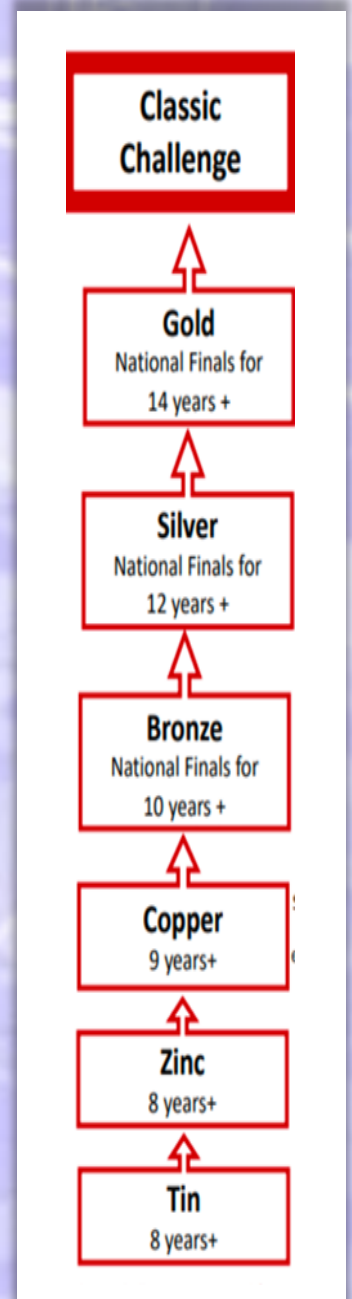 Classic
Challenge
Gold
National Finals for
14 years +
Silver
National Finals for
12 years +
Bronze
National Finals for
10 years +
Copper
9 years+
Zinc
8 years+
Tin
8 years+